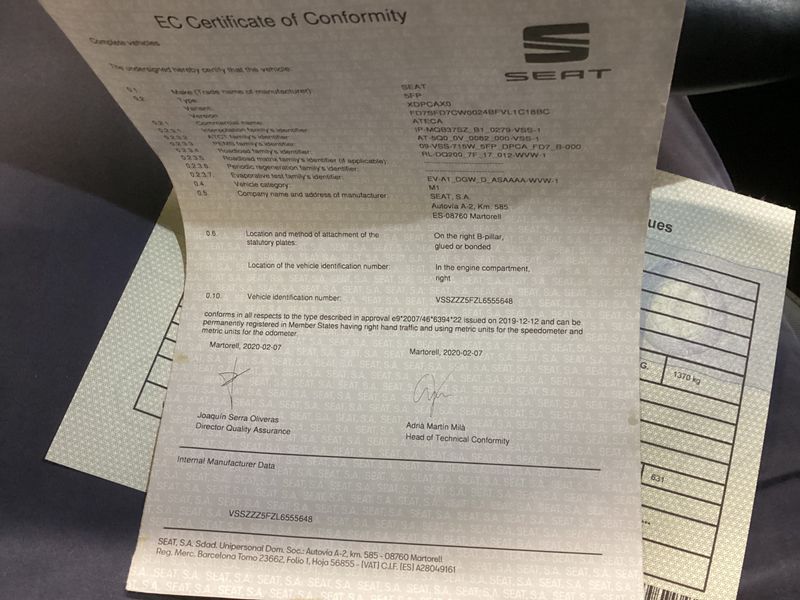 EC Certificate of Conformity
Complete vehicles
SEAT
The undersigned hereby certify that the vehicle:
0.1. Make (Trade name of manufacturer): SEAT
0.2. Type 5FP
Variant: XDPCAX0
Version FD75FD7CW6024BFVL1C18BC
0.2.1. Commercial name: ATECA
0.2.3.1. Interpolation family's identifier: IP-MQB37SZ_B1_0279-VSS-1
0.2.3.2. ATCT family's identifier:
0.2.3.3. PEMS family's identifier:
0.2.3.4. Roadload family's identifier:
0.2.3.5. Roadload matrix family's identifier (if applicable):
0.2.3.6. Periodic regeneration family's identifier:
0.2.3.7. Evaporative test family's identifier: EV-A1_DGW_D_ASAAAA-WVW-1
0.4. Vehicle category: M1
0.5. Company name and address of manufacturer: SEAT, S.A.
Autovía A-2, Km. 585
ES-08760 Martorell
0.6. Location and method of attachment of the On the right B-pillar,
statutory plates: glued or bonded
Location of the vehicle identification number: In the engine compartment,
right
0.10. Vehicle identification number: VSSZZZ5FZL6555648
conforms in all respects to the type described in approval e9*2007/46*6394*22 issued on 2019-12-12 and can be
permanently registered in Member States having right hand traffic and using metric units for the speedometer and
metric units for the odometer.
Martorell, 2020-02-07 Martorell, 2020-02-07
Joaquín Serra Oliveras Adrià Martín Milà
Director Quality Assurance Head of Technical Conformity
Internal Manufacturer Data
VSSZZZ5FZL6555648
SEAT, S.A. Sdad. Unipersonal Dom. Soc.: Autovía A-2, km. 585 - 08760 Martorell
Reg. Merc. Barcelona Tomo 23662, Folio 1, Hoja 56855 - [VAT] C.I.F. [ES] A28049161
ues
G. 1370 kg
631